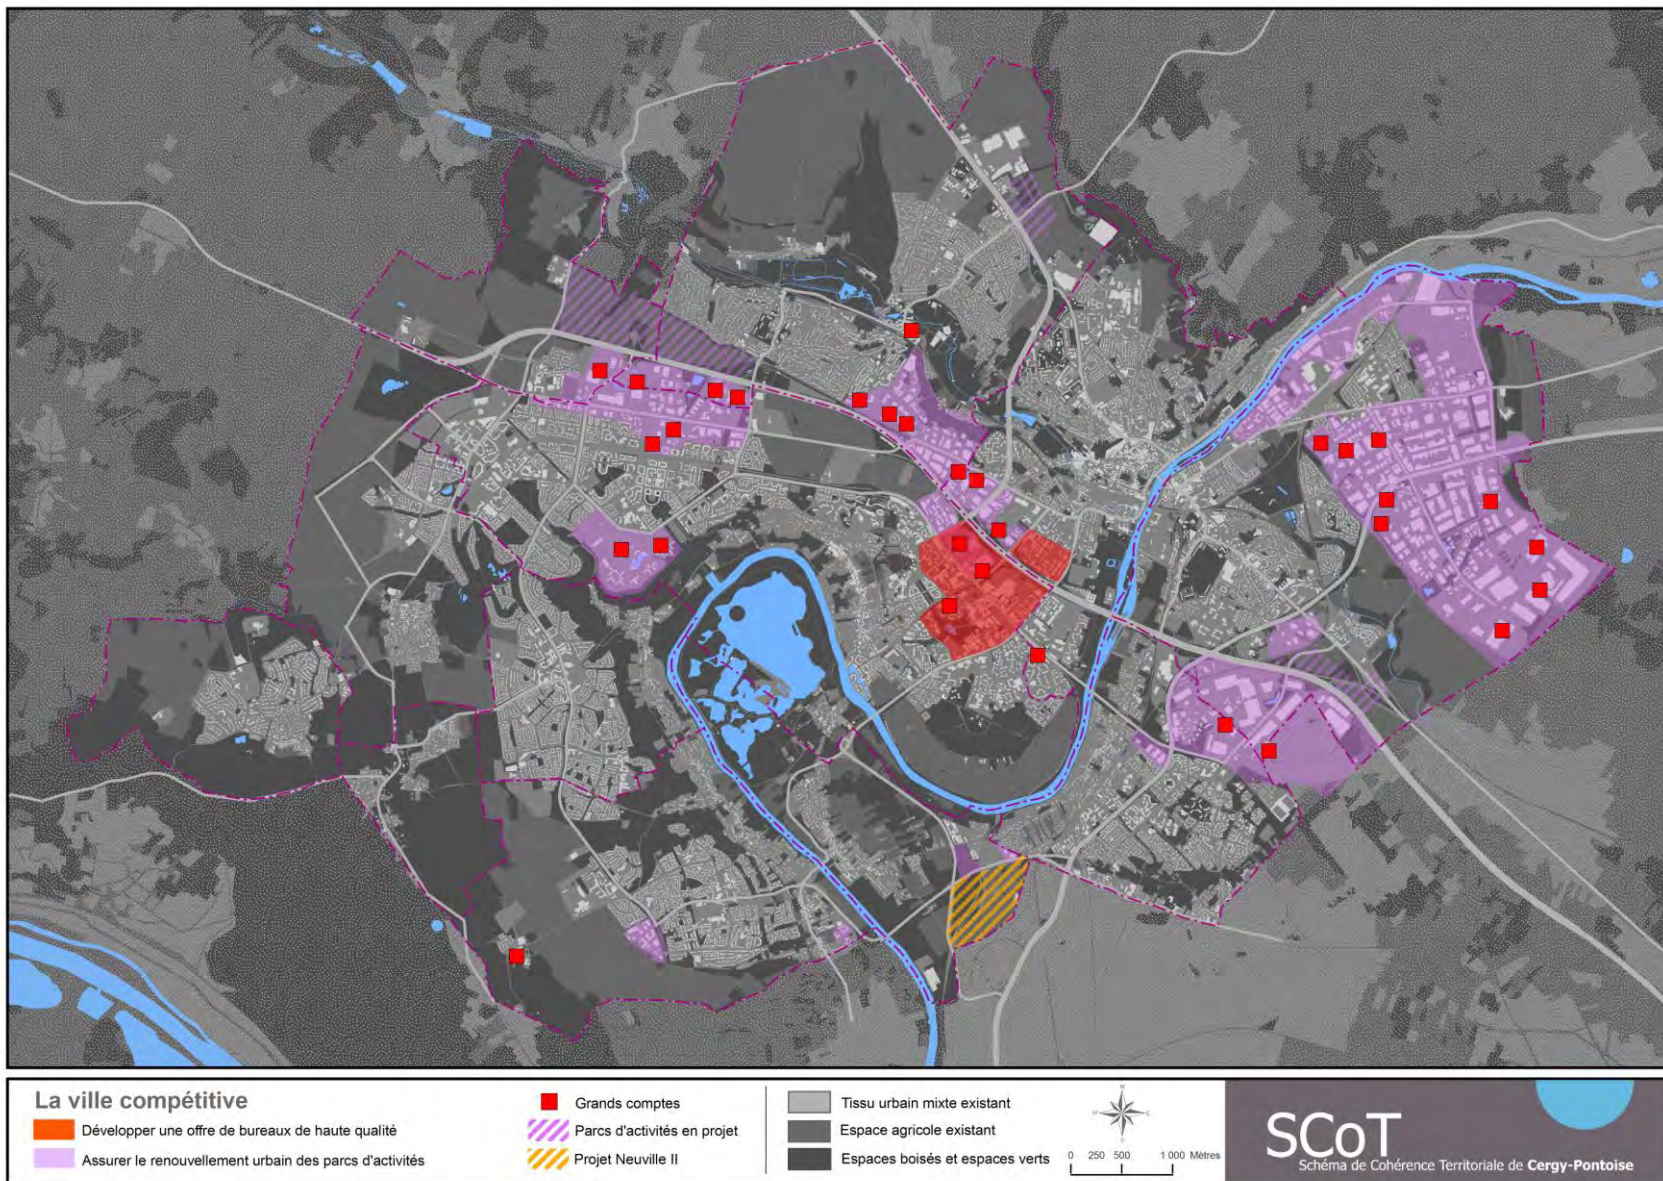 La ville compétitive
Développer une offre de bureaux de haute qualité
Assurer le renouvellement urbain des parcs d'activités
Grands comptes
Parcs d'activités en projet
Projet Neuville II
Tissu urbain mixte existant
Espace agricole existant
Espaces boisés et espaces verts
N
S
0 250 500 1 000 Mètres
SCoT
Schéma de Cohérence Territoriale de Cergy-Pontoise